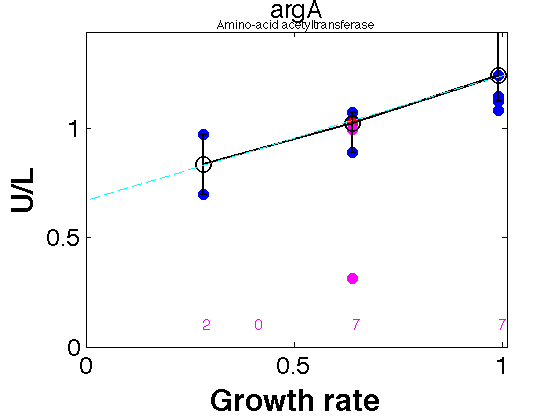 argA
Amino-acid acetyltransferase
U/L
1
0.5
0
2 0 7 7
0 0.5 1
Growth rate